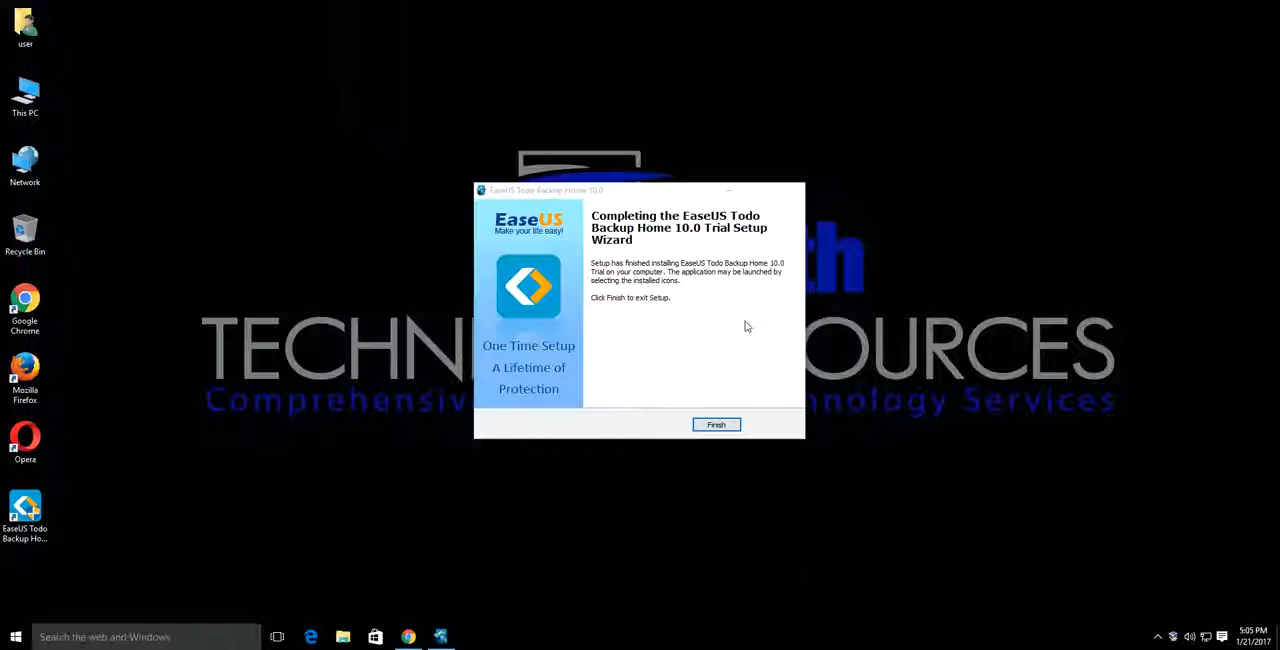 user
This PC
Network
Recycle Bin
Google
Chrome
Mozilla
Firefox
Opera
EaseUS Todo
Backup Ho...
EaseUS Todo Backup Home 10.0
EaseUS
Make your life easy!
One Time Setup
A Lifetime of
Protection
Completing the EaseUS Todo
Backup Home 10.0 Trial Setup
Wizard
Setup has finished installing EaseUS Todo Backup Home 10.0
Trial on your computer. The application may be launched by
selecting the installed icons.
Click Finish to exit Setup.
Finish
th
TECHN OURCES
Comprehensiv nology Services
Search the web and Windows
5:05 PM
1/21/2017